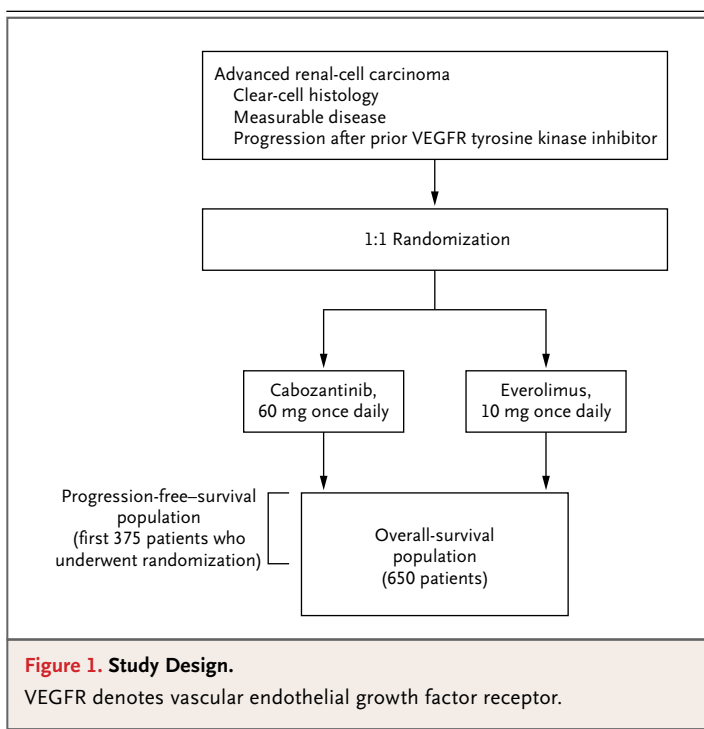 Advanced renal-cell carcinoma
Clear-cell histology
Measurable disease
Progression after prior VEGFR tyrosine kinase inhibitor
1:1 Randomization
Cabozantinib,
60 mg once daily
Everolimus,
10 mg once daily
Progression-free–survival
population
(first 375 patients who
underwent randomization)
Overall-survival
population
(650 patients)
Figure 1. Study Design.
VEGFR denotes vascular endothelial growth factor receptor.